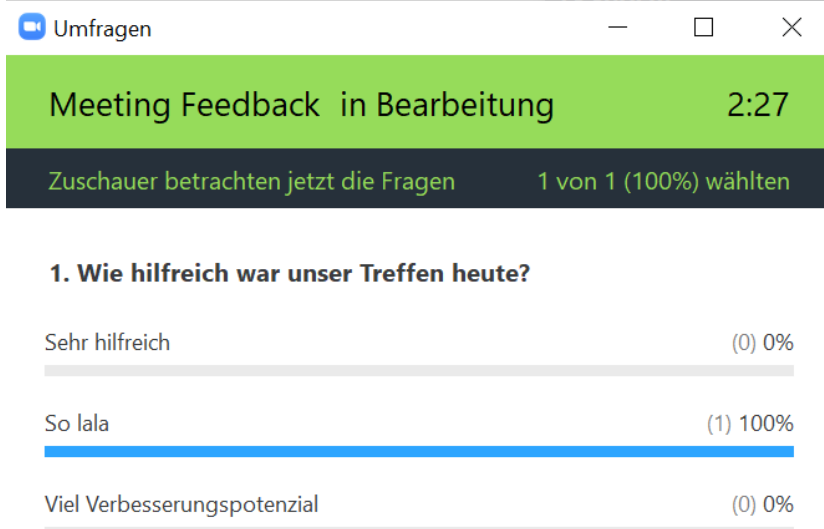 Umfragen
Meeting Feedback in Bearbeitung 2:27
Zuschauer betrachten jetzt die Fragen 1 von 1 (100%) wählten
1. Wie hilfreich war unser Treffen heute?
Sehr hilfreich (0) 0%
So lala (1) 100%
Viel Verbesserungspotenzial (0) 0%